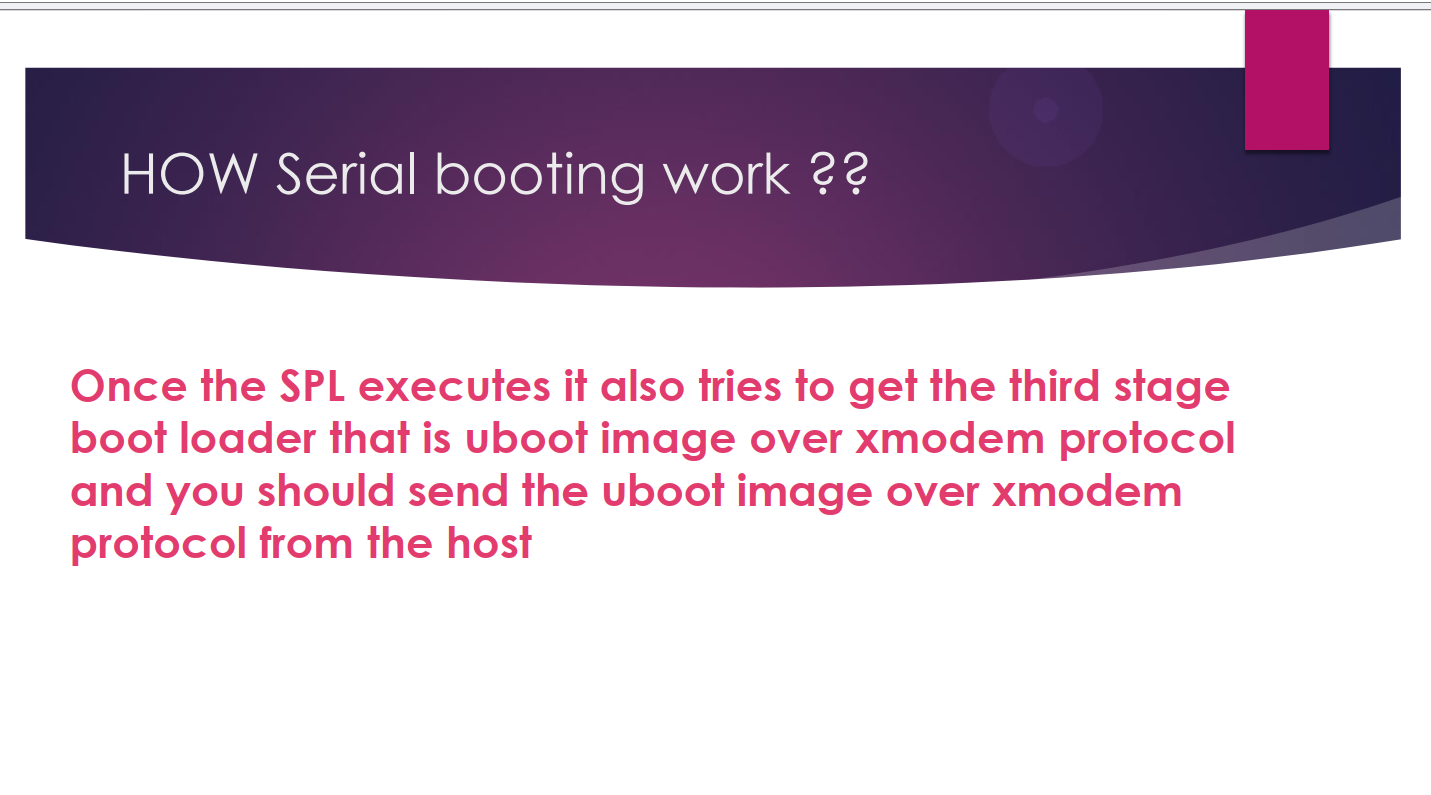 HOW Serial booting work ??
Once the SPL executes it also tries to get the third stage
boot loader that is uboot image over xmodem protocol
and you should send the uboot image over xmodem
protocol from the host